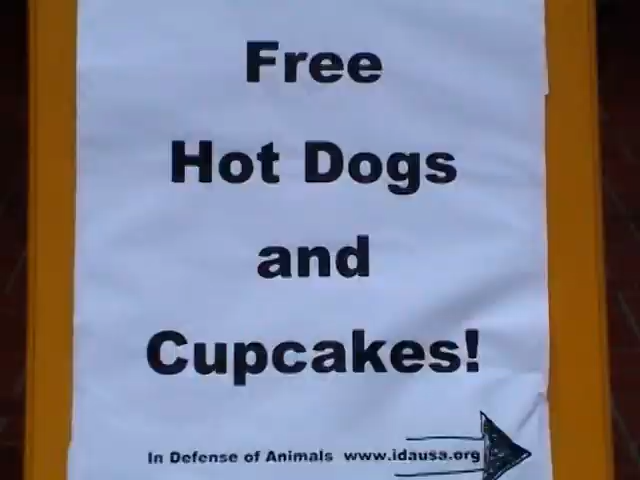 Free
Hot Dogs
and
Cupcakes!
In Defense of Animals www.idausa.org